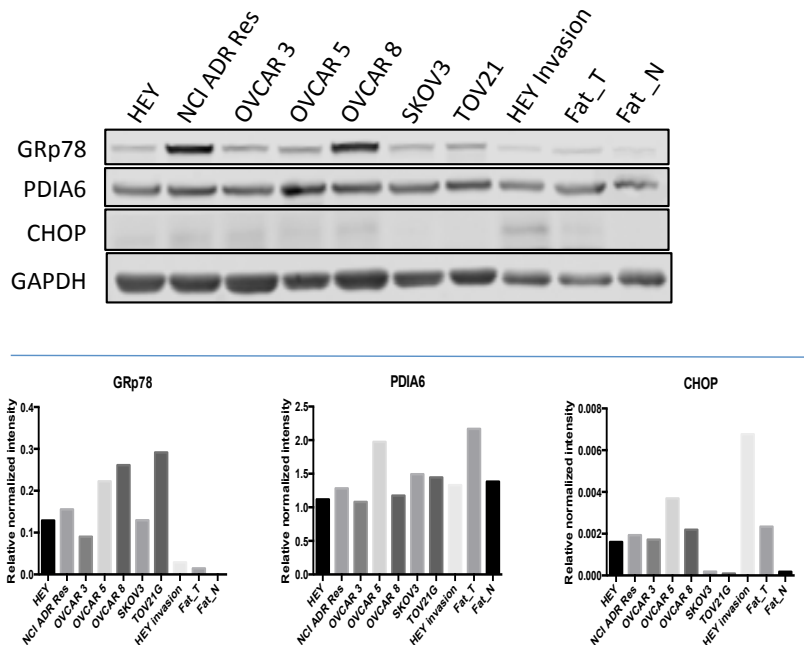 HEY
NCI ADR Res
OVCAR 3
OVCAR 5
OVCAR 8
SKOV3
TOV21
HEY Invasion
Fat_T
Fat _N
GRp78
PDIA6
CHOP
GAPDH
GRp78
Relative normalized intensity
0.4
0.3
0.2
0.1
0.0
HEY
NCI ADR Res
OVCAR 3
OVCAR 5
OVCAR 8
SKOV3
TOV21G
HEY invasion
Fat_T
Fat_N
PDIA6
Relative normalized intensity
2.5
2.0
1.5
1.0
0.5
0.0
HEY
NCI ADR Res
OVCAR 3
OVCAR 5
OVCAR 8
SKOV3
TOV21G
HEY invasion
Fat_T
Fat_N
CHOP
Relative normalized intensity
0.008
0.006
0.004
0.002
0.000
HEY
NCI ADR Res
OVCAR 3
OVCAR 5
OVCAR 8
SKOV3
TOV21G
HEY invasion
Fat_T
Fat_N